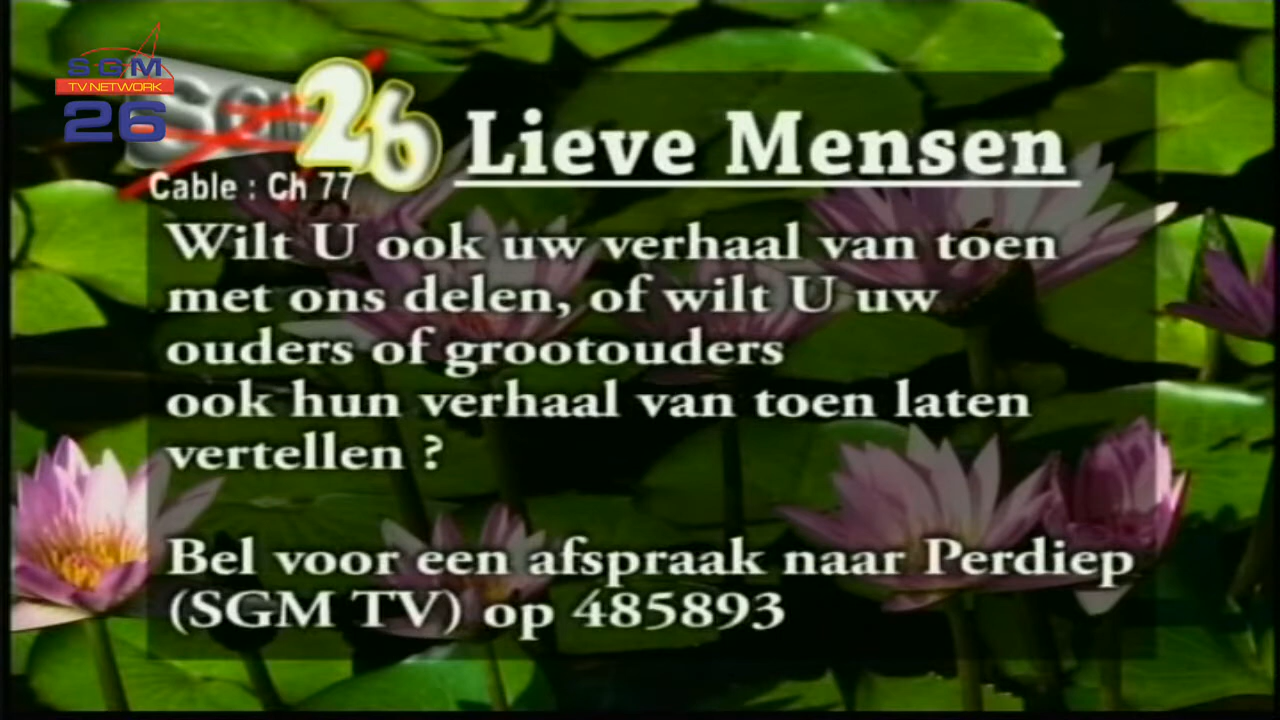 SGM
TV NETWORK
26
SGM 26
Cable : Ch 77
Lieve Mensen
Wilt U ook uw verhaal van toen
met ons delen, of wilt U uw
ouders of grootouders
ook hun verhaal van toen laten
vertellen ?
Bel voor een afspraak naar Perdiep
(SGM TV) op 485893